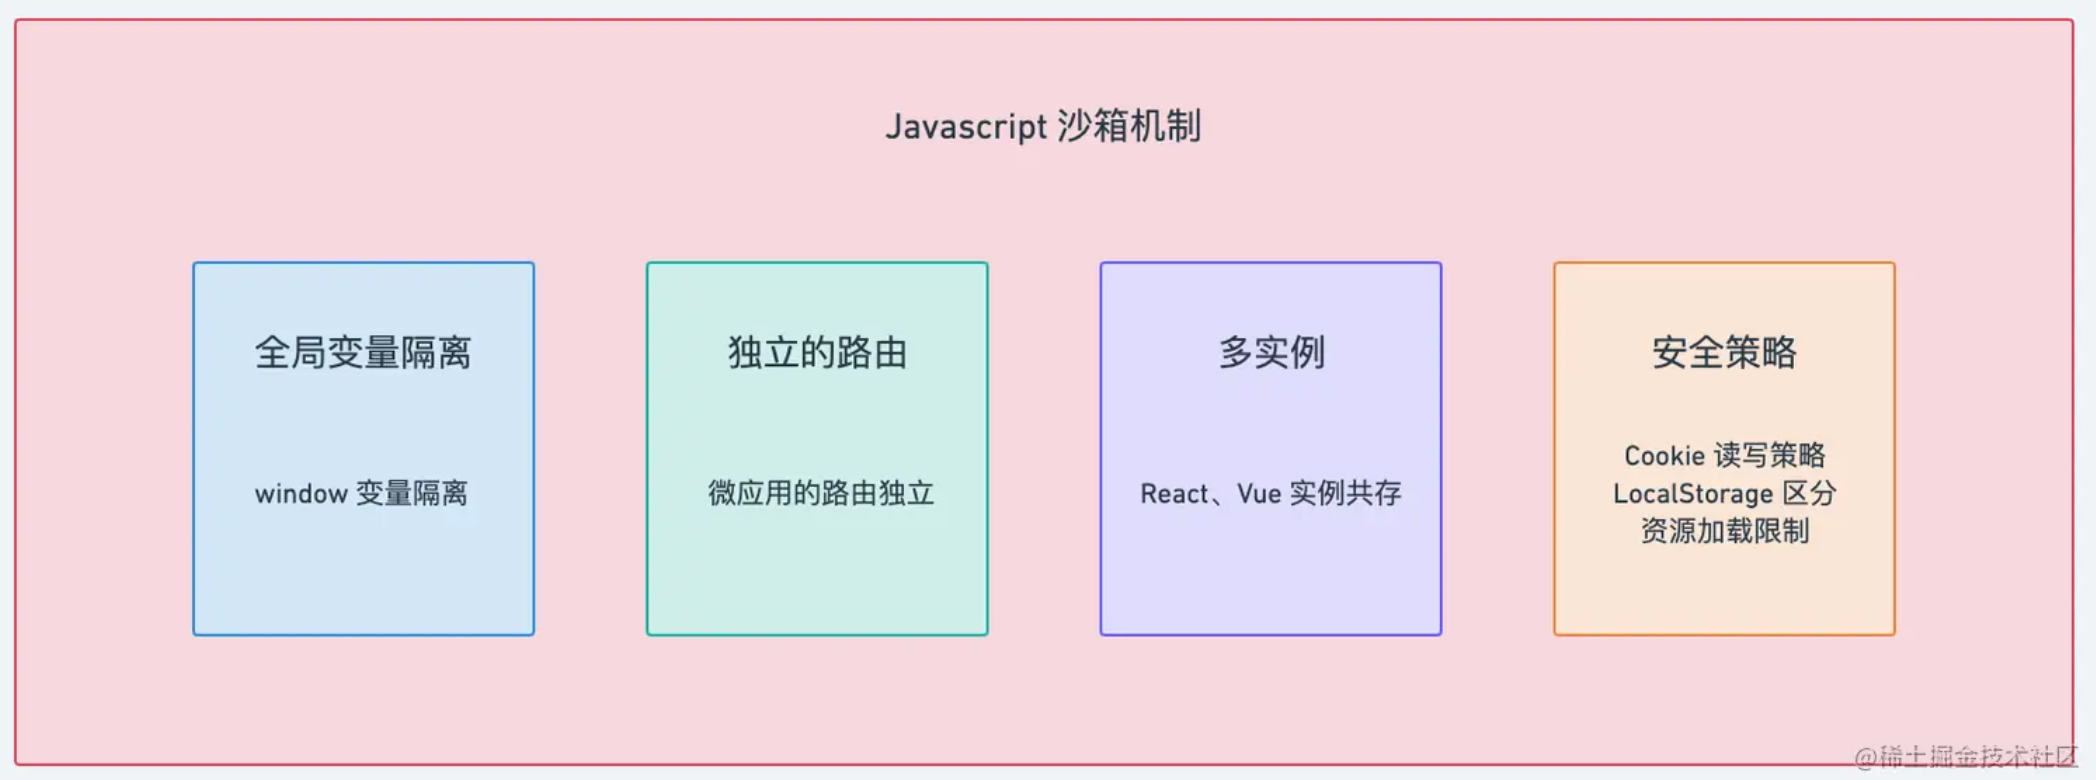 Javascript 沙箱机制
全局变量隔离
window 变量隔离
独立的路由
微应用的路由独立
多实例
React、Vue 实例共存
安全策略
Cookie 读写策略
LocalStorage 区分
资源加载限制
@稀土掘金技术社区